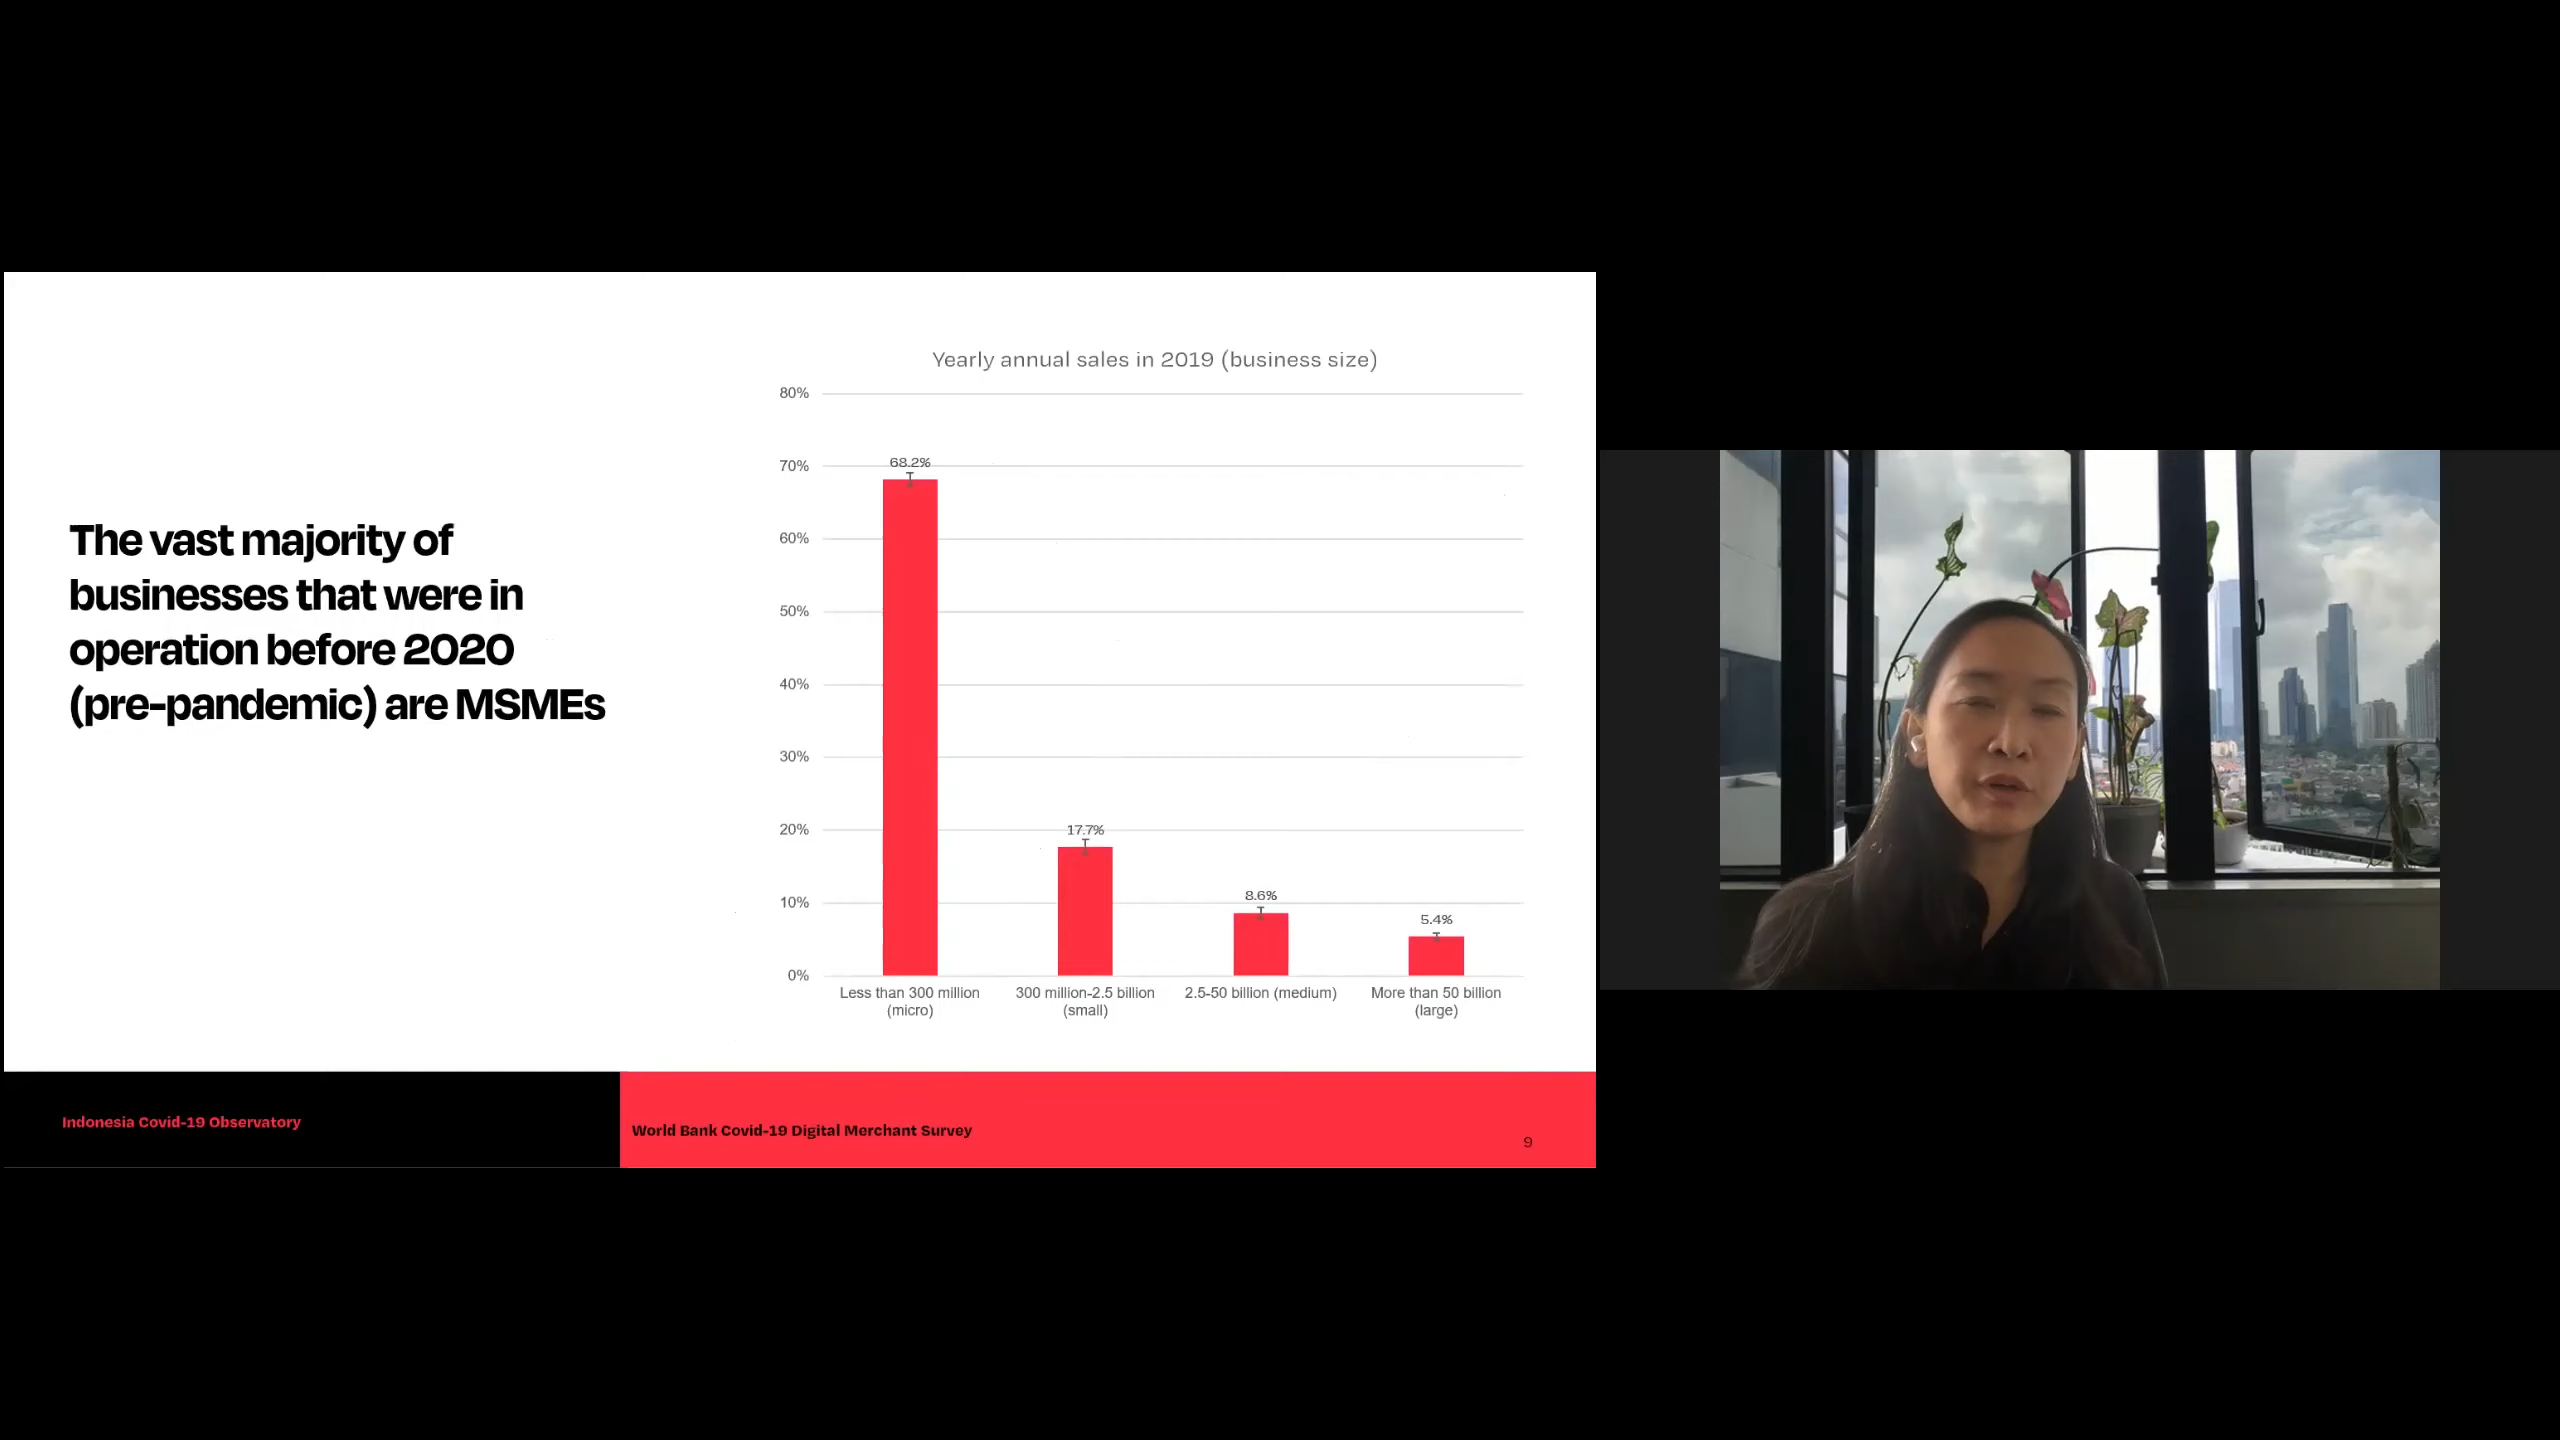 The vast majority of
businesses that were in
operation before 2020
(pre-pandemic) are MSMEs
Yearly annual sales in 2019 (business size)
80%
70%
60%
50%
40%
30%
20%
10%
0%
68.2%
17.7%
8.6%
5.4%
Less than 300 million
(micro)
300 million-2.5 billion
(small)
2.5-50 billion (medium)
More than 50 billion
(large)
Indonesia Covid-19 Observatory
World Bank Covid-19 Digital Merchant Survey
9